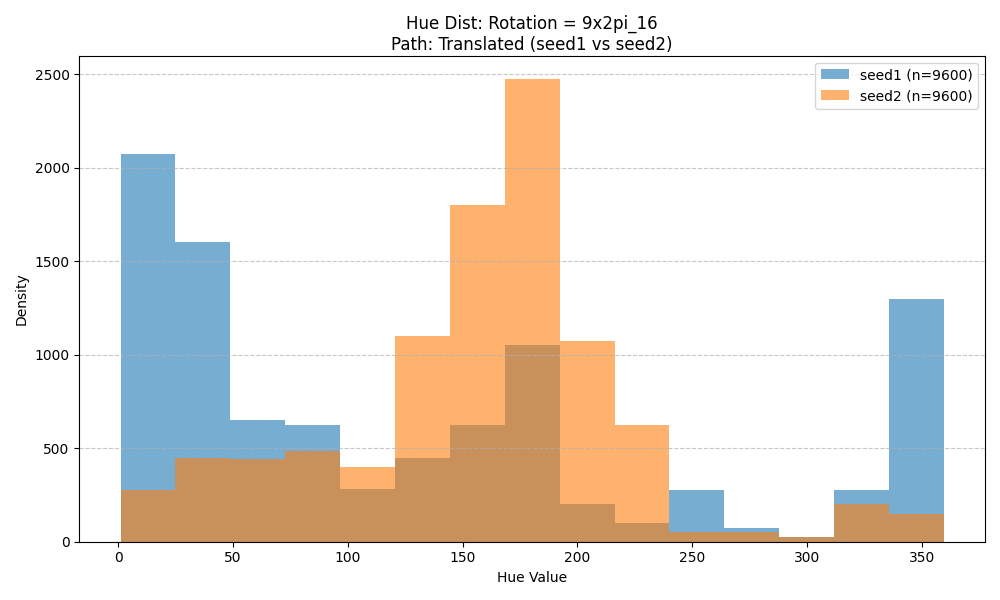 Hue Dist: Rotation = 9x2pi_16
Path: Translated (seed1 vs seed2)
seed1 (n=9600)
seed2 (n=9600)
Density
2500
2000
1500
1000
500
0
0 50 100 150 200 250 300 350
Hue Value